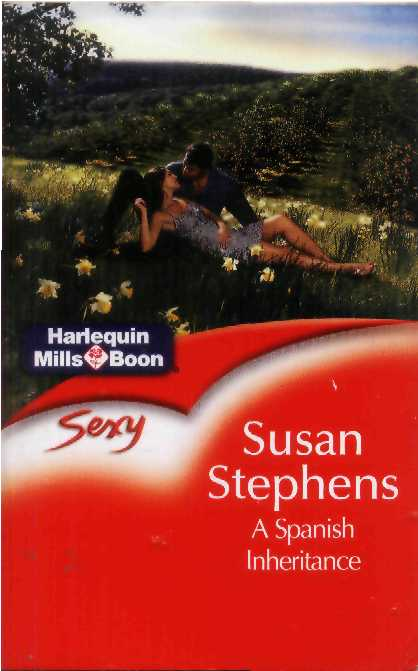 Harlequin
Mills Boon
Sexy
Susan
Stephens
A Spanish
Inheritance